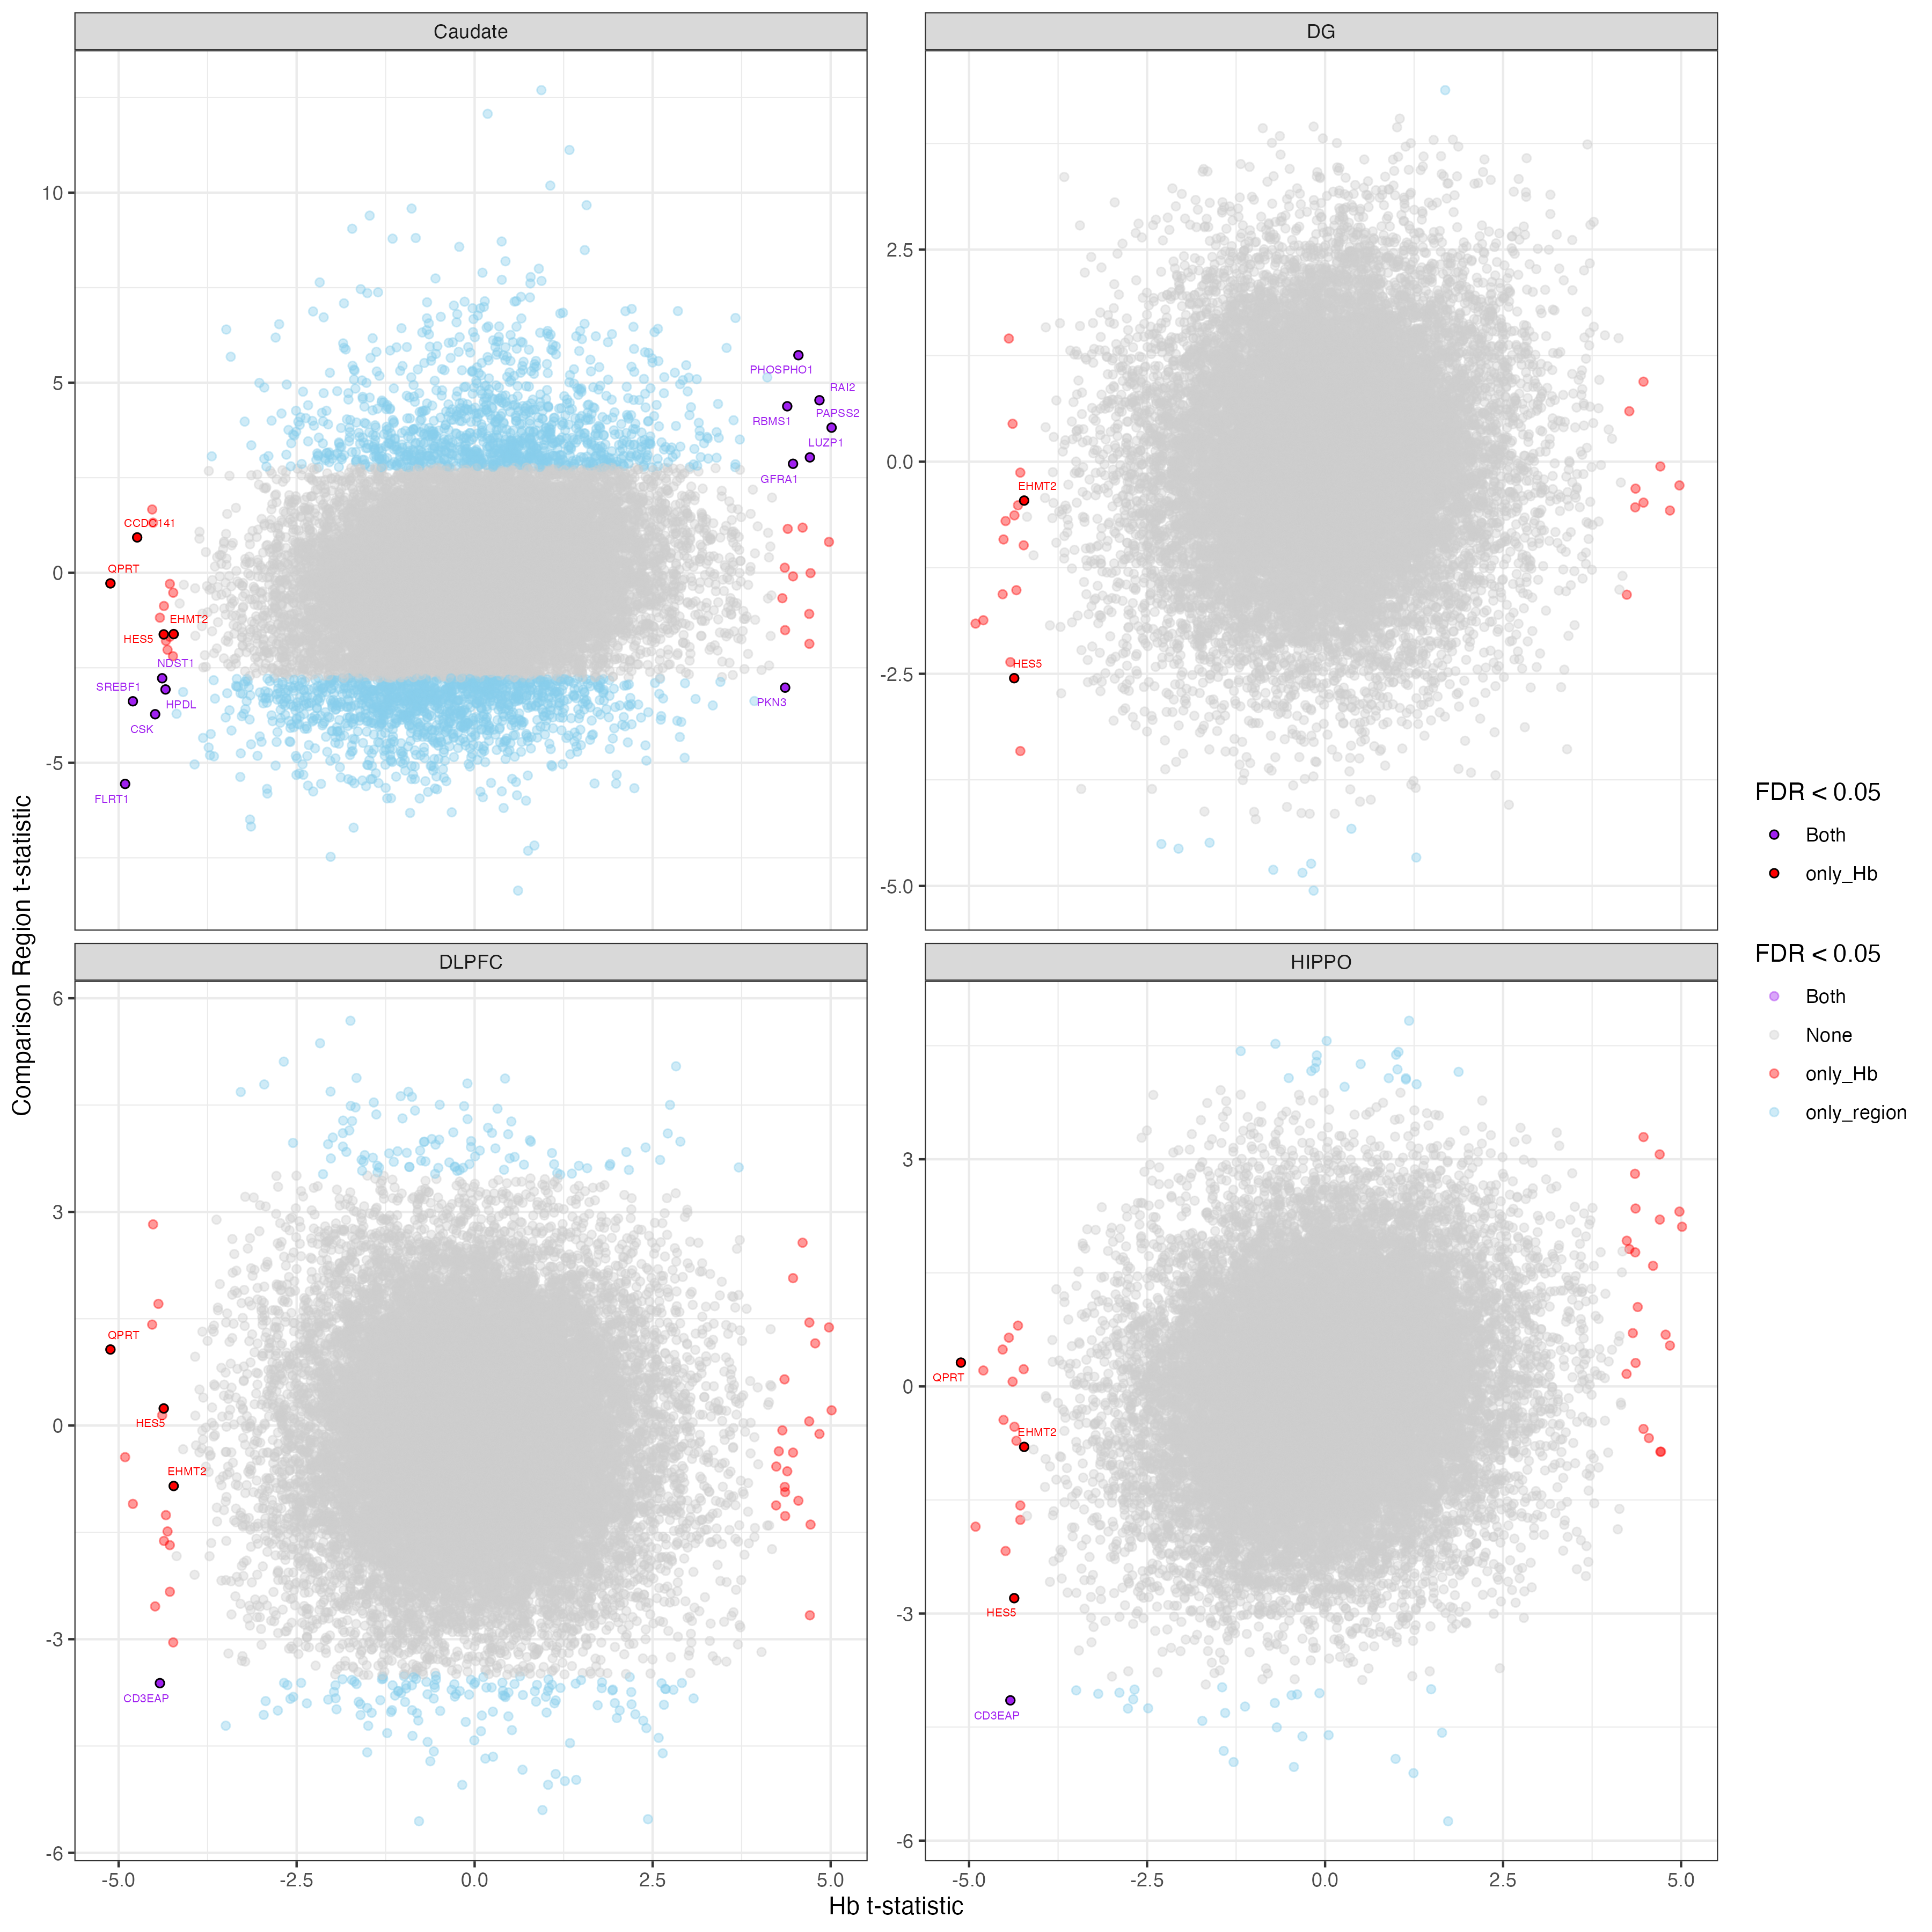 Caudate
DG
Comparison Region t-statistic
10
5
0
-5
PHOSPHO1
RAI2
RBMS1
PAPSS2
LUZP1
GFRA1
QPRT
EHMT2
HES5
NDST1
SREBF1
HPDL
CSK
PKN3
FLRT1
2.5
0.0
-2.5
-5.0
EHMT2
HES5
DLPFC
HIPPO
6
3
0
-3
-6
QPRT
HES5
EHMT2
CD3EAP
3
0
-3
-6
QPRT
EHMT2
HES5
CD3EAP
-5.0 -2.5 0.0 2.5 5.0
-5.0 -2.5 0.0 2.5 5.0
Hb t-statistic
FDR < 0.05
Both
only_Hb
FDR < 0.05
Both
None
only_Hb
only_region